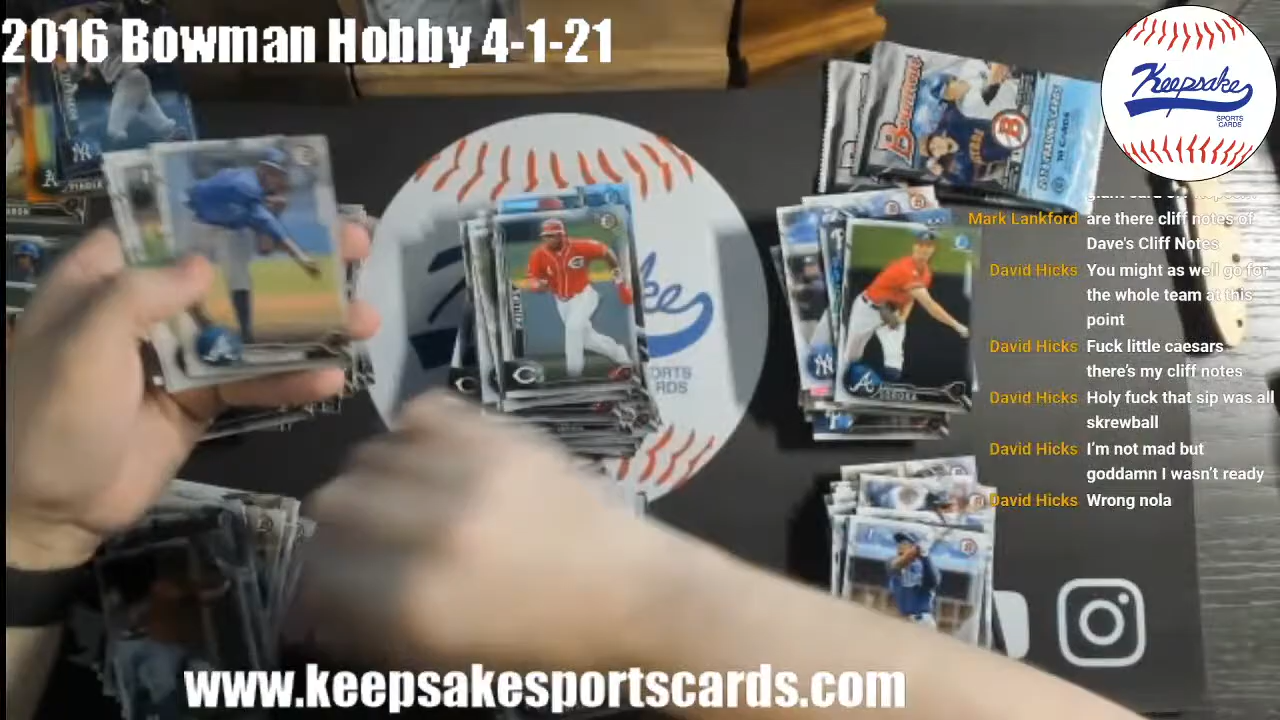 2016 Bowman Hobby 4-1-21
Keepsake
SPORTS
CARDS
Bowman
Mark Lankford are there cliff notes of
Dave's Cliff Notes
David Hicks You might as well go for
the whole team at this
point
David Hicks Fuck little caesars
there's my cliff notes
David Hicks Holy fuck that sip was all
skrewball
David Hicks I'm not mad but
goddamn I wasn't ready
David Hicks Wrong nola
www.keepsakesportscards.com